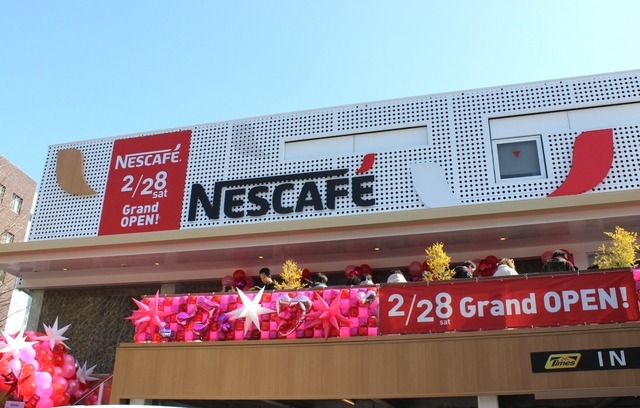 NESCAFÉ.
2/28 sat
Grand
OPEN!
NESCAFÉ
2/28 sat Grand OPEN!
Times IN